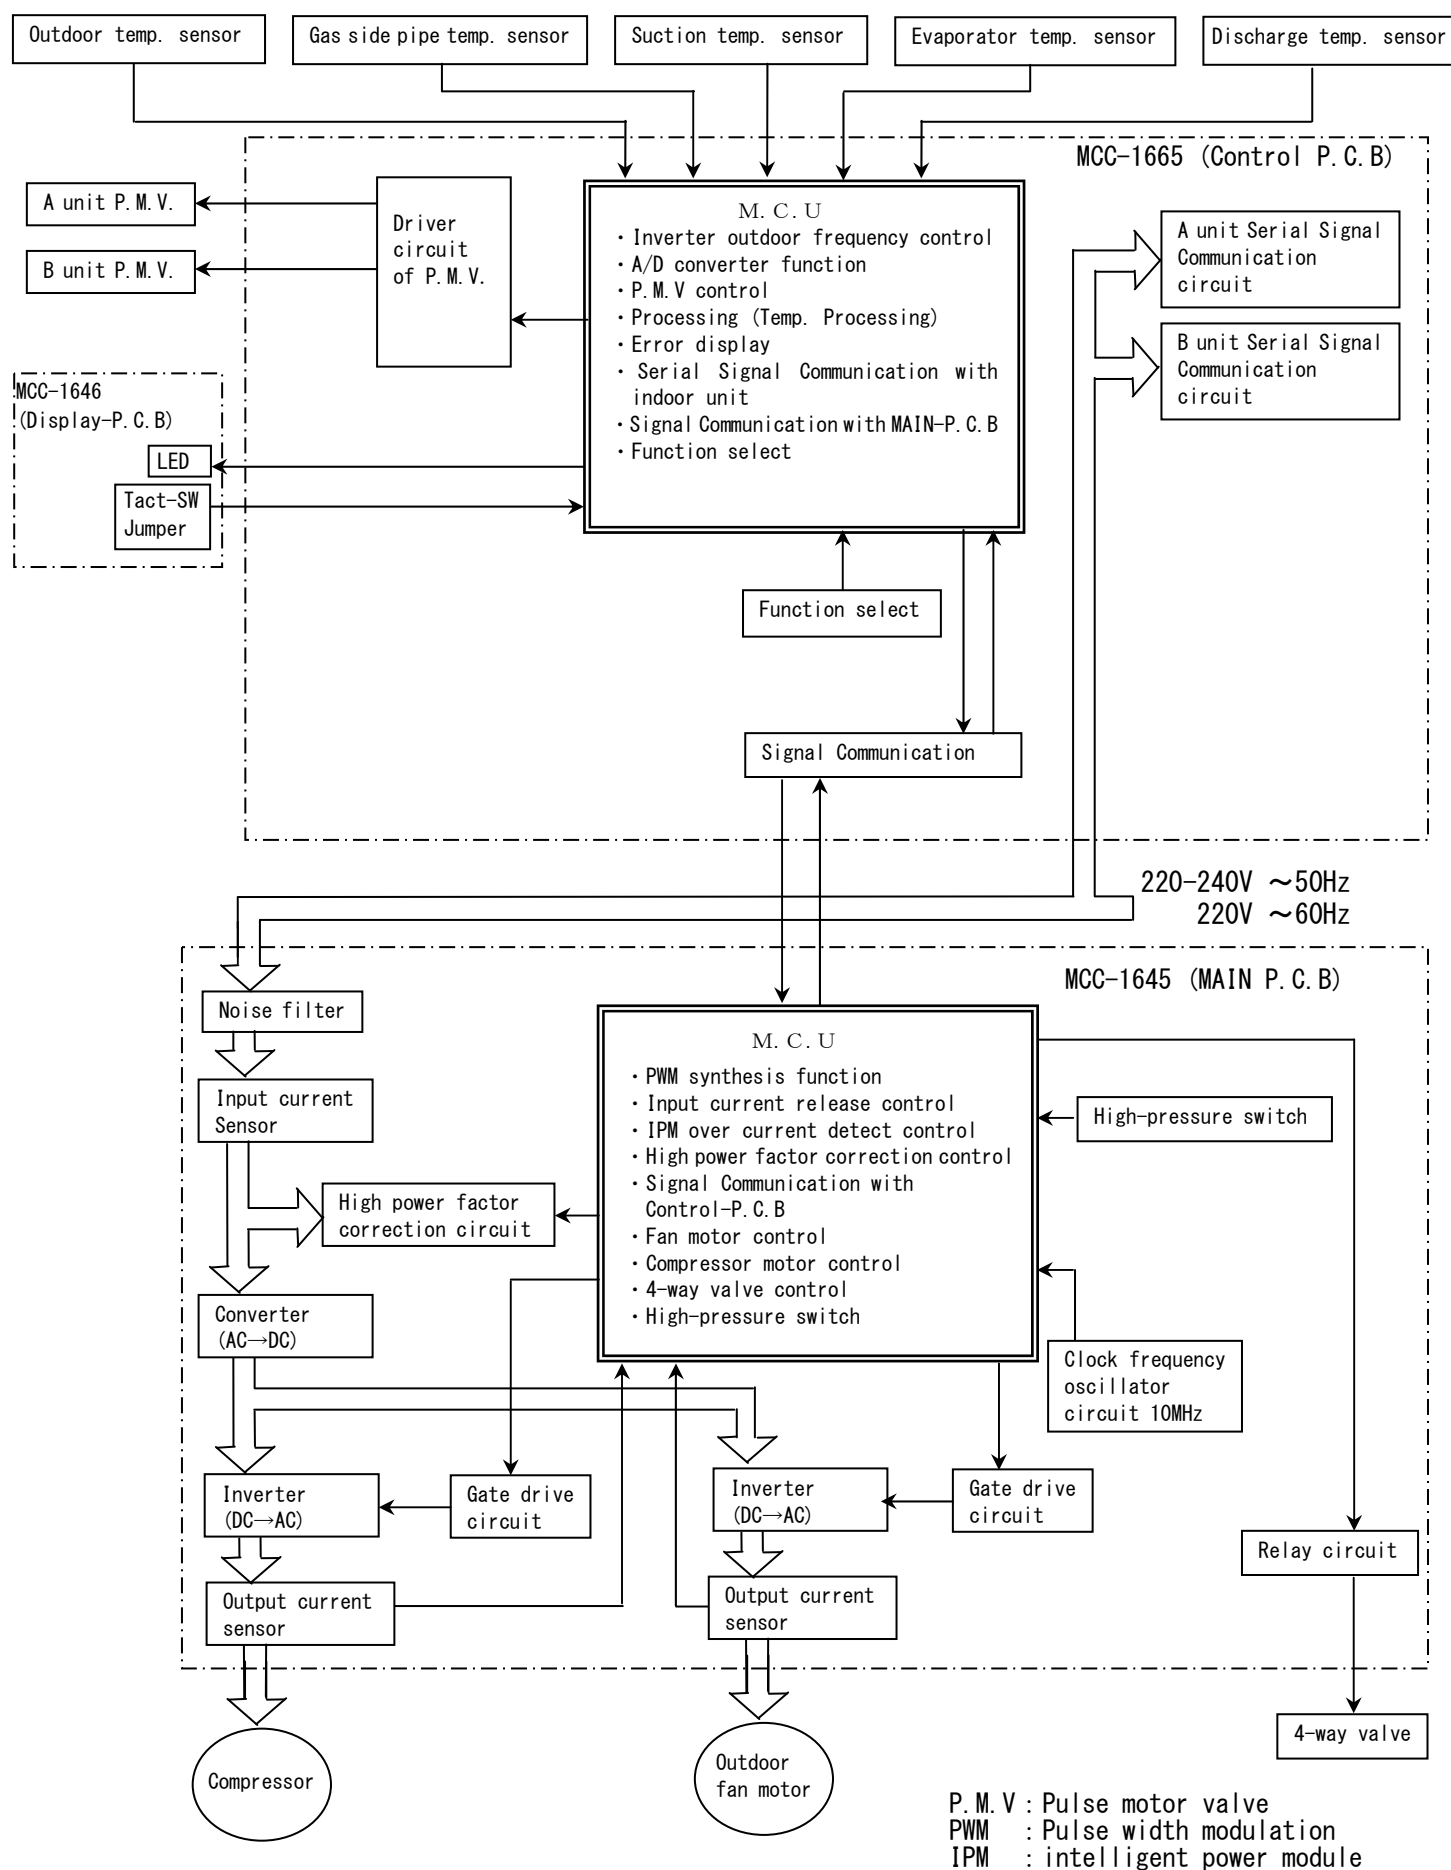 Outdoor temp. sensor
Gas side pipe temp. sensor
Suction temp. sensor
Evaporator temp. sensor
Discharge temp. sensor
MCC-1665 (Control P.C.B)
A unit P.M.V.
B unit P.M.V.
Driver
circuit
of P.M.V.
M.C.U
・Inverter outdoor frequency control
・A/D converter function
・P.M.V control
・Processing (Temp. Processing)
・Error display
・Serial Signal Communication with
indoor unit
・Signal Communication with MAIN-P.C.B
・Function select
A unit Serial Signal
Communication
circuit
B unit Serial Signal
Communication
circuit
MCC-1646
(Display-P.C.B)
LED
Tact-SW
Jumper
Function select
Signal Communication
220-240V ～50Hz
220V ～60Hz
MCC-1645 (MAIN P.C.B)
Noise filter
Input current
Sensor
High power factor
correction circuit
Converter
(AC→DC)
M.C.U
・PWM synthesis function
・Input current release control
・IPM over current detect control
・High power factor correction control
・Signal Communication with
Control-P.C.B
・Fan motor control
・Compressor motor control
・4-way valve control
・High-pressure switch
High-pressure switch
Clock frequency
oscillator
circuit 10MHz
Inverter
(DC→AC)
Gate drive
circuit
Inverter
(DC→AC)
Gate drive
circuit
Relay circuit
Output current
sensor
Output current
sensor
Compressor
Outdoor
fan motor
4-way valve
P.M.V : Pulse motor valve
PWM : Pulse width modulation
IPM : intelligent power module